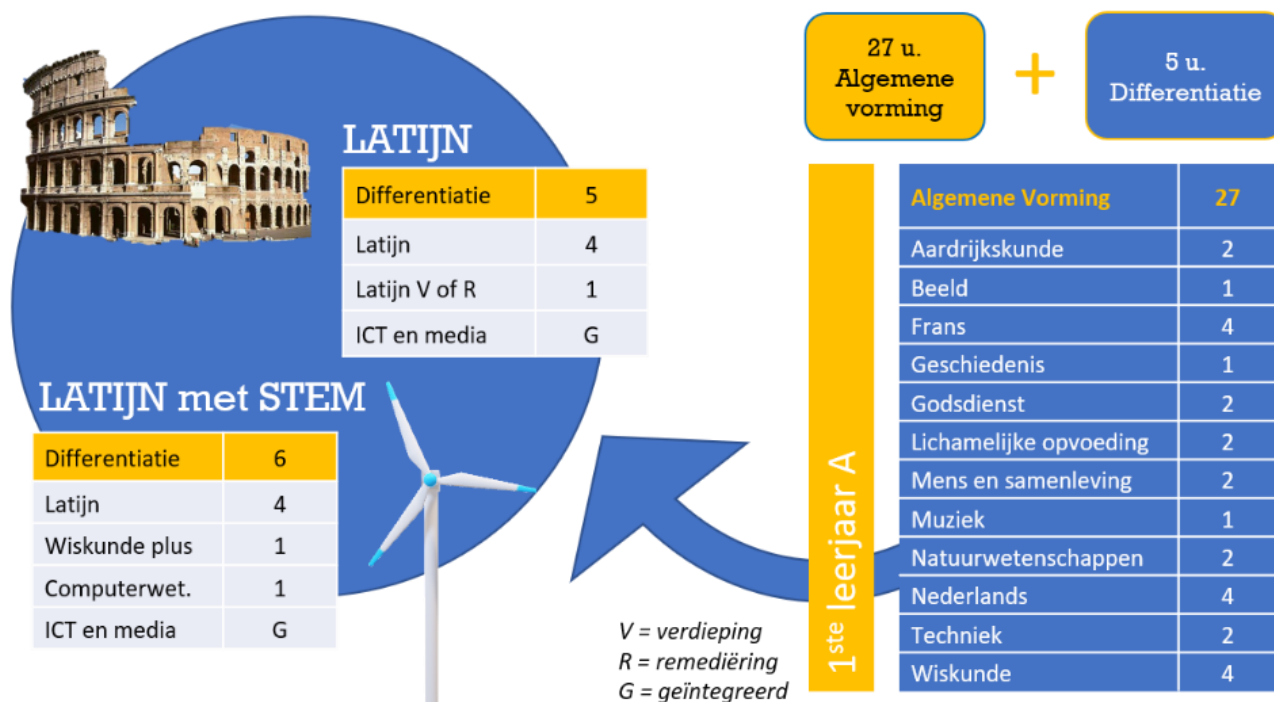 27 u.
Algemene
vorming
+
5 u.
Differentiatie
LATIJN
Differentiatie 5
Latijn 4
Latijn V of R 1
ICT en media G
LATIJN met STEM
Differentiatie 6
Latijn 4
Wiskunde plus 1
Computerwet. 1
ICT en media G
V = verdieping
R = remediëring
G = geïntegreerd
1ste leerjaar A
Algemene Vorming 27
Aardrijkskunde 2
Beeld 1
Frans 4
Geschiedenis 1
Godsdienst 2
Lichamelijke opvoeding 2
Mens en samenleving 2
Muziek 1
Natuurwetenschappen 2
Nederlands 4
Techniek 2
Wiskunde 4